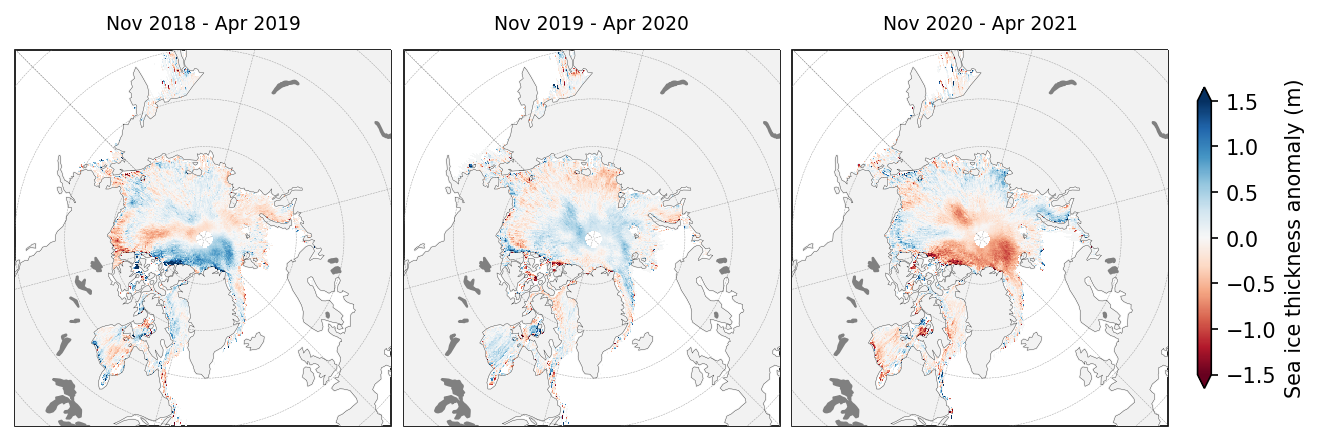 Nov 2018 - Apr 2019
Nov 2019 - Apr 2020
Nov 2020 - Apr 2021
1.5
1.0
0.5
0.0
−0.5
−1.0
−1.5
Sea ice thickness anomaly (m)